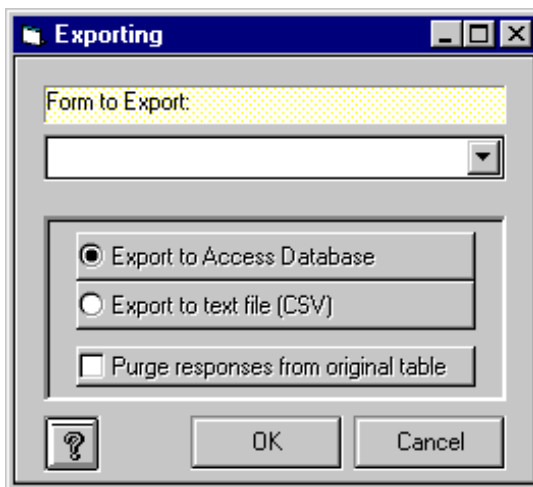 Exporting
Form to Export:
Export to Access Database
Export to text file (CSV)
Purge responses from original table
?
OK
Cancel